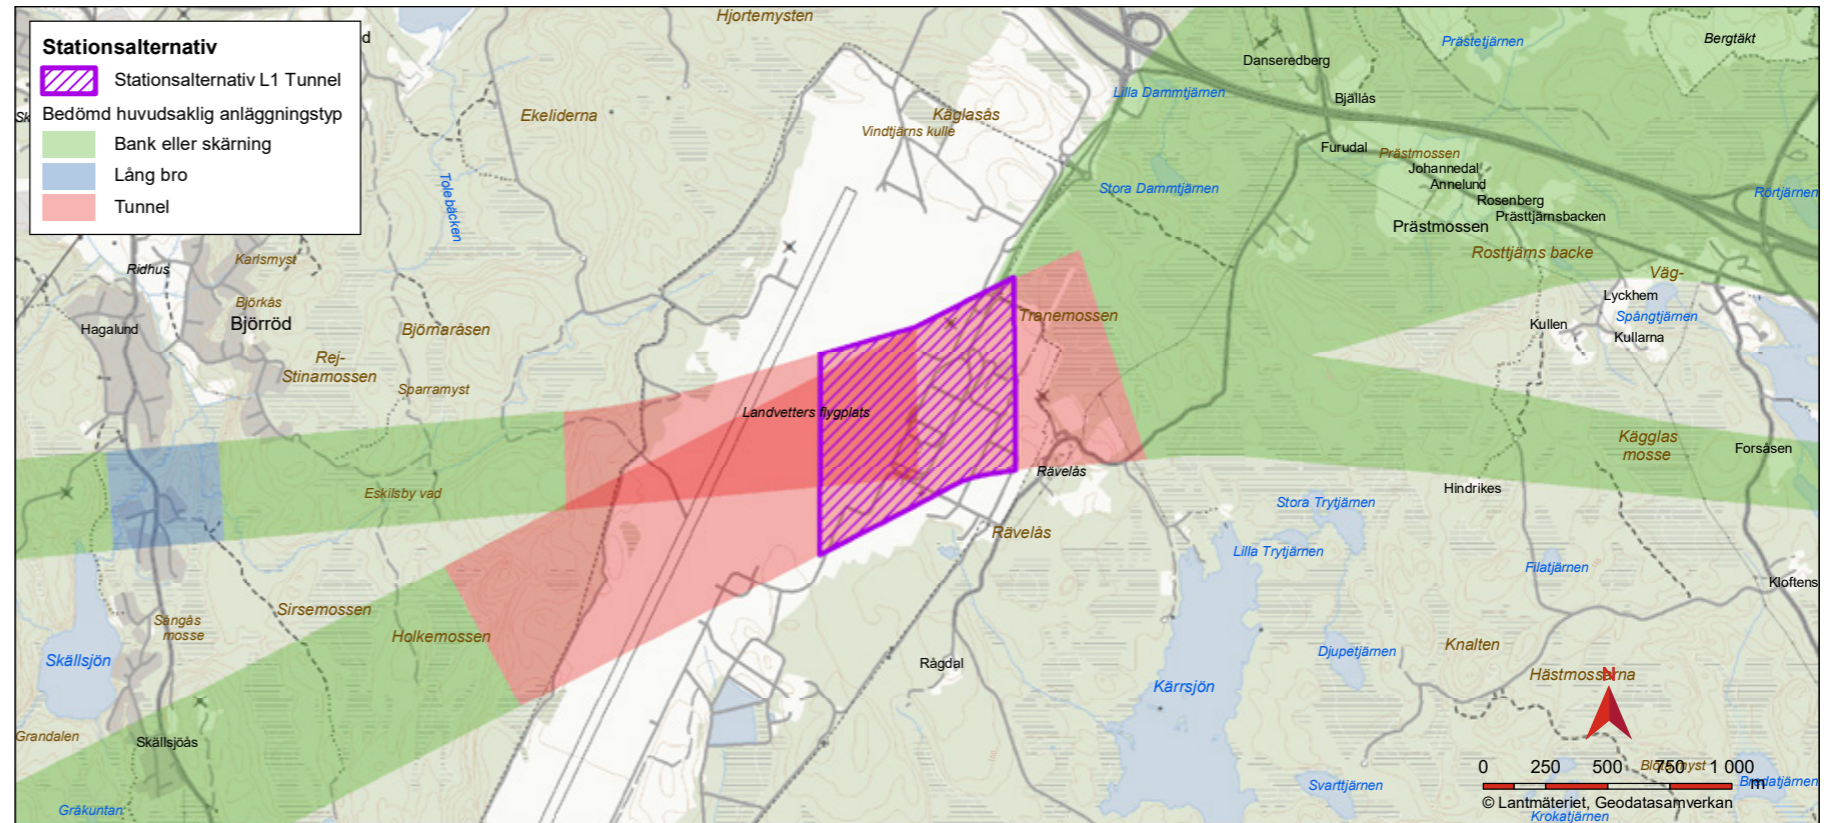 Stationsalternativ
Stationsalternativ L1 Tunnel
Bedömd huvudsaklig anläggningstyp
Bank eller skärning
Lång bro
Tunnel
Hjortemysten
Prästetjärnen
Bergtäkt
Danseredberg
Lilla Dammtjärnen
Bjällås
Ekeliderna
Kåglasås
Vindtjärns kulle
Furudal
Prästmossen
Johannedal
Annelund
Stora Dammtjärnen
Rörtjärnen
Rosenberg
Prästtjärnsbacken
Prästmossen
Tolebäcken
Rosttjärns backe
Karlsmyst
Ridhus
Väg-
Lyckhem
Björkås
Spångtjärnen
Tranemossen
Björröd
Kullen
Hagalund
Björnaråsen
Kullarna
Rej-
Stinamossen
Sparramyst
Landvetters flygplats
Kägglas
mosse
Forsåsen
Rävelås
Hindrikes
Eskilsby vad
Stora Trytjärnen
Rävelås
Lilla Trytjärnen
Filatjärnen
Kloftens
Sirsemossen
Sångås
mosse
Holkemossen
Knalten
Djupetjärnen
Skällsjön
Rågdal
Hästmossarna
N
Kärrsjön
Grandalen
Skällsjöås
0 250 500 750 1 000
m
Svarttjärnen
Bredatjärnen
© Lantmäteriet, Geodatasamverkan
Gråkuntan
Krokatjärnen